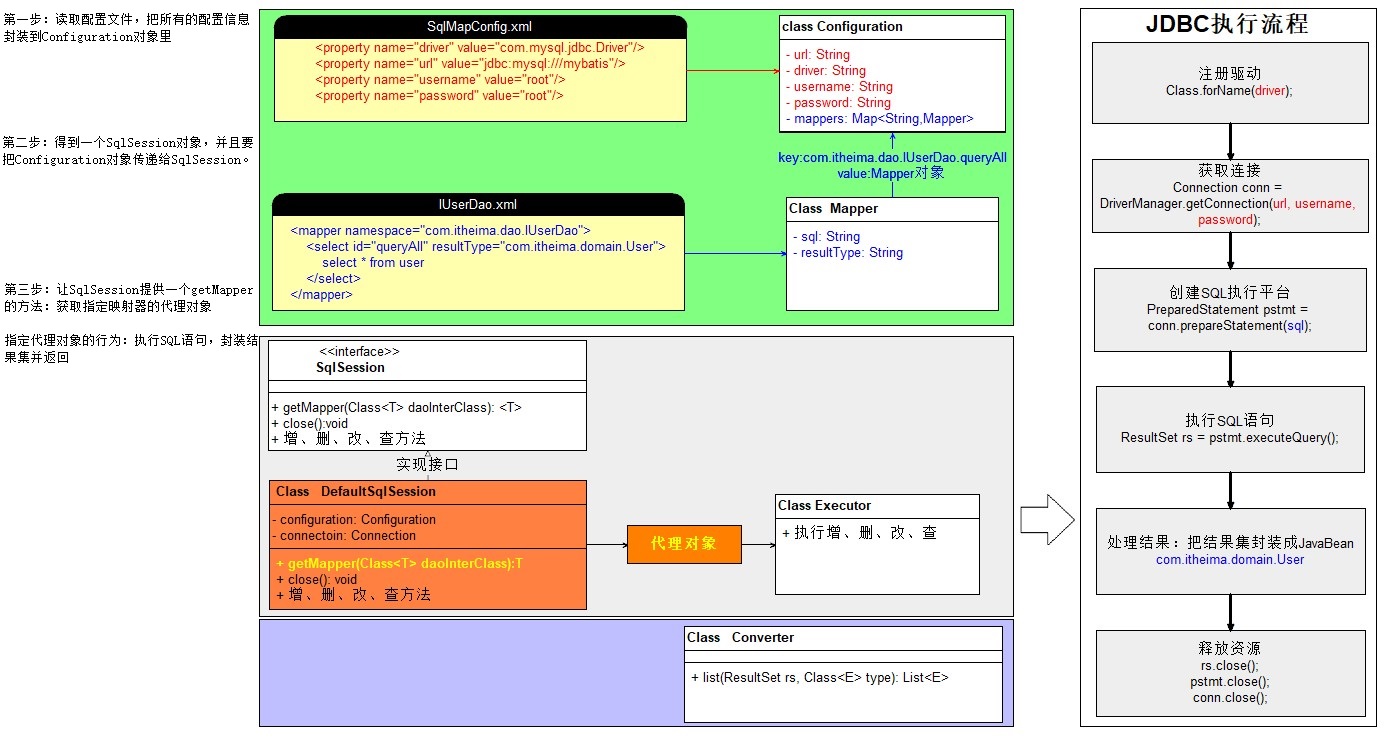 第一步：读取配置文件，把所有的配置信息
封装到Configuration对象里
第二步：得到一个SqlSession对象，并且要
把Configuration对象传递给SqlSession。
第三步：让SqlSession提供一个getMapper
的方法：获取指定映射器的代理对象
指定代理对象的行为：执行SQL语句，封装结
果集并返回
SqlMapConfig.xml
<property name="driver" value="com.mysql.jdbc.Driver"/>
<property name="url" value="jdbc:mysql:///mybatis"/>
<property name="username" value="root"/>
<property name="password" value="root"/>
class Configuration
- url: String
- driver: String
- username: String
- password: String
- mappers: Map<String,Mapper>
key:com.itheima.dao.IUserDao.queryAll
value:Mapper对象
IUserDao.xml
<mapper namespace="com.itheima.dao.IUserDao">
<select id="queryAll" resultType="com.itheima.domain.User">
select * from user
</select>
</mapper>
Class Mapper
- sql: String
- resultType: String
<<interface>>
SqlSession
+ getMapper(Class<T> daoInterClass): <T>
+ close():void
+ 增、删、改、查方法
实现接口
Class DefaultSqlSession
- configuration: Configuration
- connectoin: Connection
+ getMapper(Class<T> daoInterClass):T
+ close(): void
+ 增、删、改、查方法
代理对象
Class Executor
+ 执行增、删、改、查
Class Converter
+ list(ResultSet rs, Class<E> type): List<E>
JDBC执行流程
注册驱动
Class.forName(driver);
获取连接
Connection conn =
DriverManager.getConnection(url, username,
password);
创建SQL执行平台
PreparedStatement pstmt =
conn.prepareStatement(sql);
执行SQL语句
ResultSet rs = pstmt.executeQuery();
处理结果：把结果集封装成JavaBean
com.itheima.domain.User
释放资源
rs.close();
pstmt.close();
conn.close();